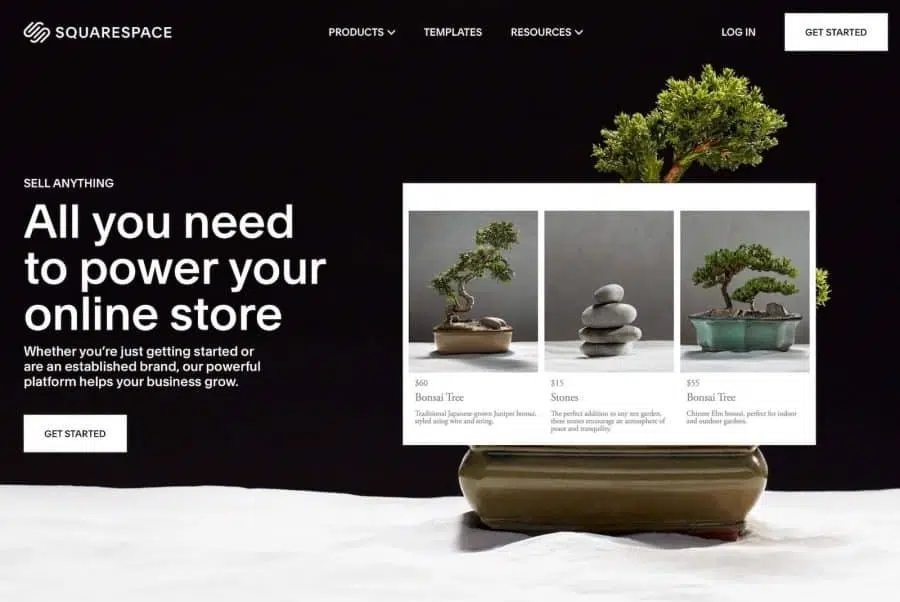 SQUARESPACE
PRODUCTS
TEMPLATES
RESOURCES
LOG IN
GET STARTED
SELL ANYTHING
All you need
to power your
online store
Whether you’re just getting started or
are an established brand, our powerful
platform helps your business grow.
GET STARTED
$60
Bonsai Tree
Traditional Japanese-grown Juniper bonsai,
styled using wire and string.
$15
Stones
The perfect addition to any zen garden,
these stones encourage an atmosphere of
peace and tranquility.
$55
Bonsai Tree
Chinese Elm bonsai, perfect for indoor
and outdoor gardens.